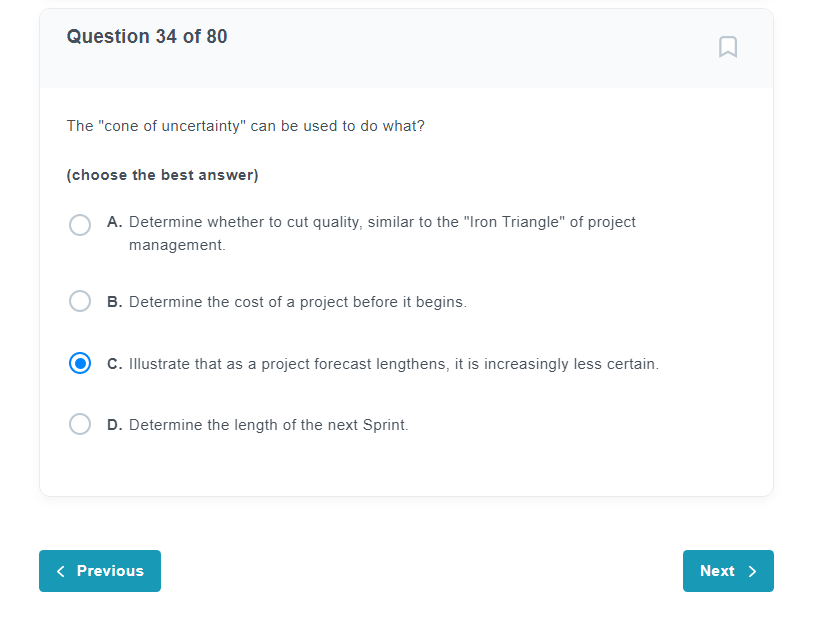 Question 34 of 80
The "cone of uncertainty" can be used to do what?
(choose the best answer)
A. Determine whether to cut quality, similar to the "Iron Triangle" of project
management.
B. Determine the cost of a project before it begins.
C. Illustrate that as a project forecast lengthens, it is increasingly less certain.
D. Determine the length of the next Sprint.
Previous
Next